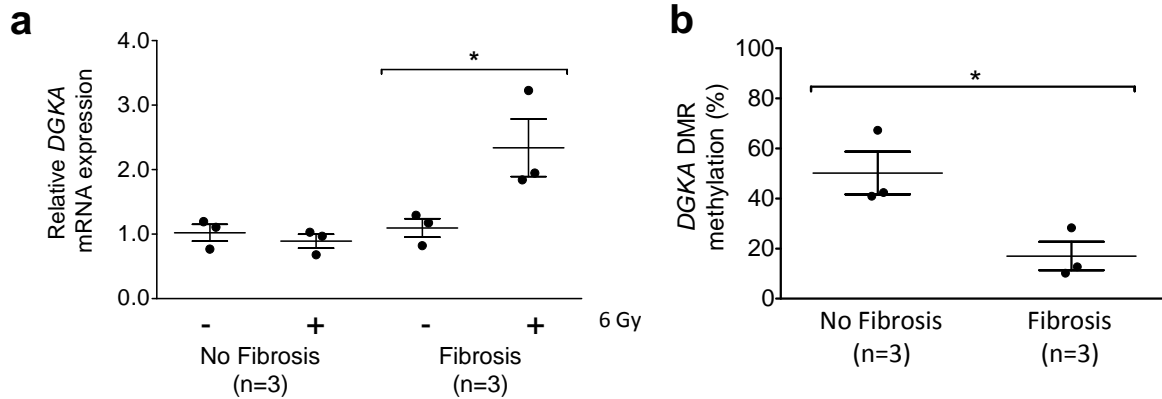 a
Relative DGKA
mRNA expression
4.0
3.0
2.0
1.0
0.0
*
- + - + 6 Gy
No Fibrosis
(n=3)
Fibrosis
(n=3)
b
DGKA DMR
methylation (%)
100
80
60
40
20
0
*
No Fibrosis
(n=3)
Fibrosis
(n=3)